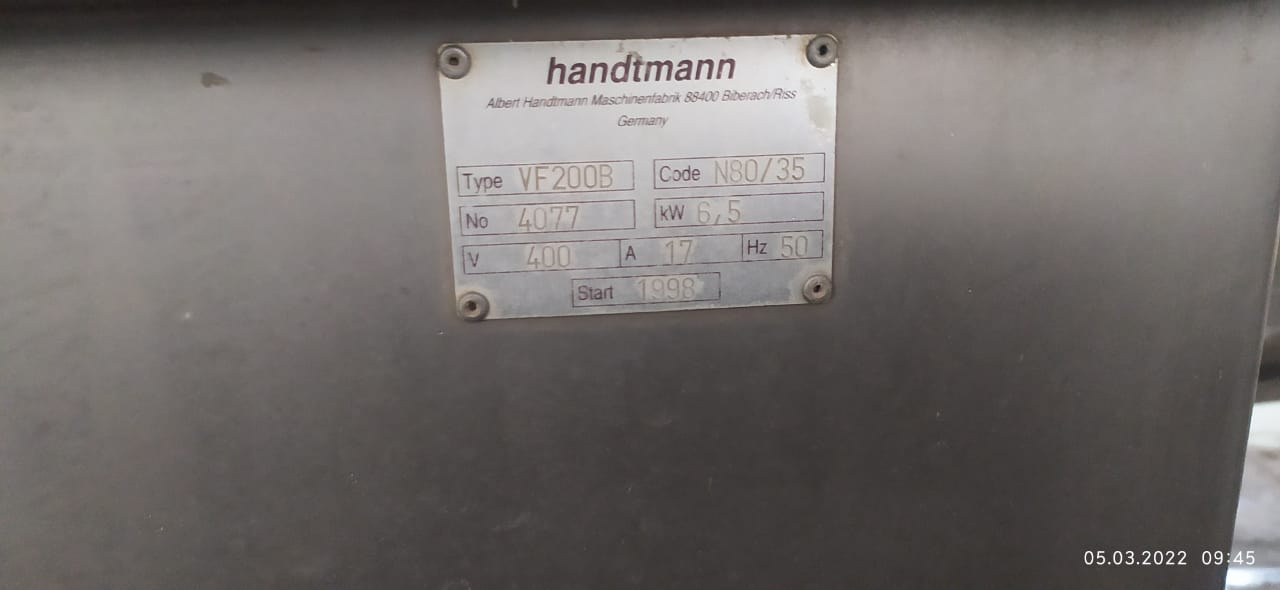 handtmann
Albert Handtmann Maschinenfabrik 88400 Biberach/Riss
Germany
Type VF200B Code N80/35
No 4077 kW 6,5
V 400 A 17 Hz 50
Start 1998
05.03.2022 09:45